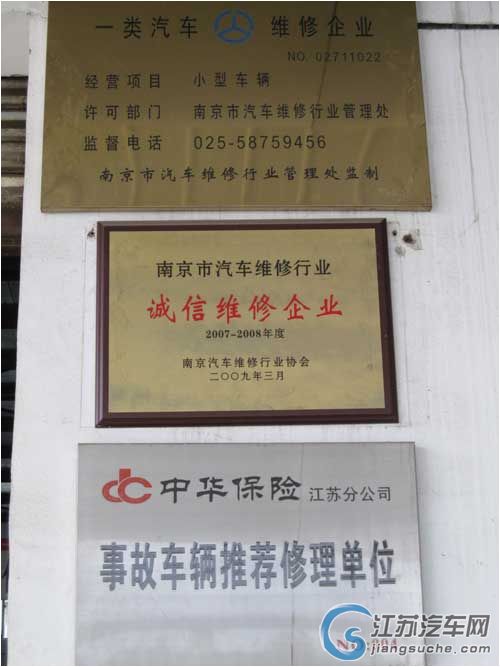 一类汽车 维修企业
NO. 02711022
经营项目 小型车辆
许可部门 南京市汽车维修行业管理处
监督电话 025-58759456
南京市汽车维修行业管理处监制
南京市汽车维修行业
诚信维修企业
2007-2008年度
南京汽车维修行业协会
二〇〇九年三月
中华保险 江苏分公司
事故车辆推荐修理单位
No
江苏汽车网
jiangsuche.com